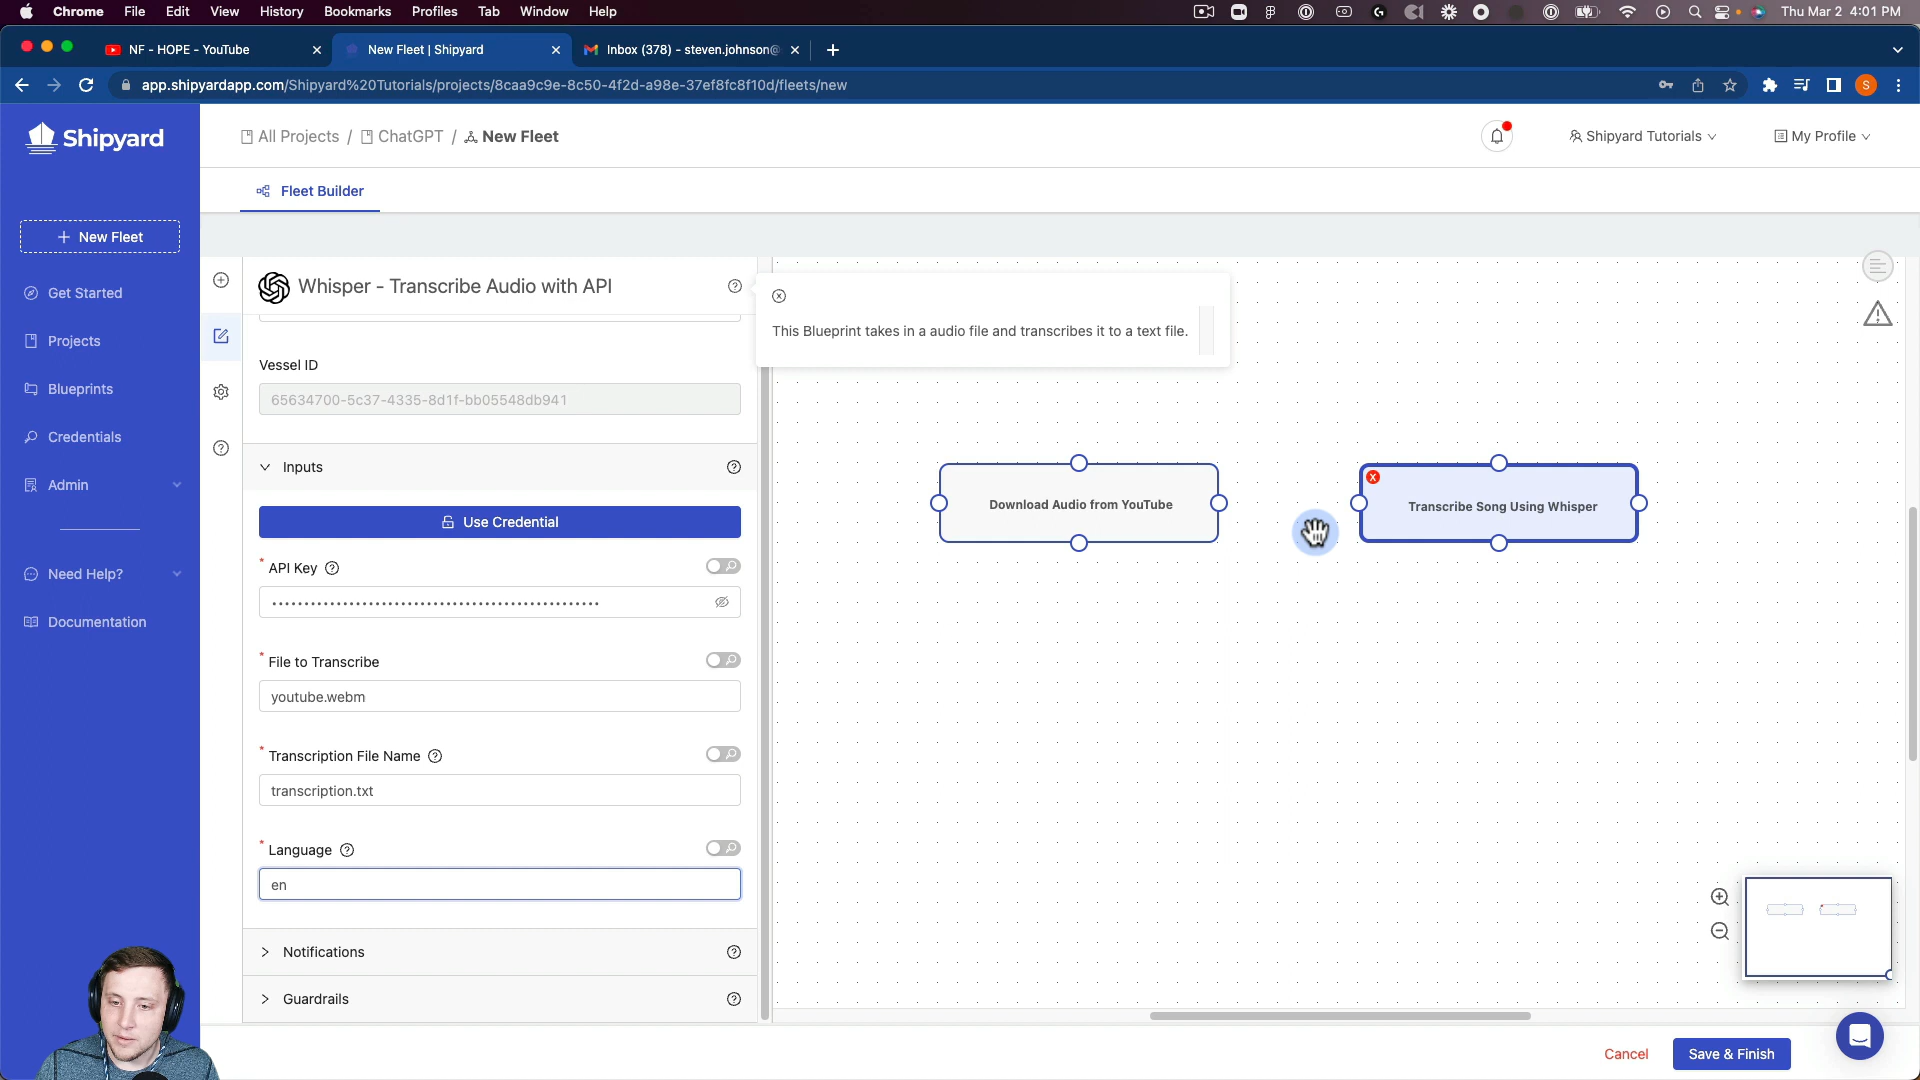 Chrome File Edit View History Bookmarks Profiles Tab Window Help
Thu Mar 2 4:01 PM
NF - HOPE - YouTube
New Fleet | Shipyard
Inbox (378) - steven.johnson@
app.shipyardapp.com/Shipyard%20Tutorials/projects/8caa9c9e-8c50-4f2d-a98e-37ef8fc8f10d/fleets/new
S
Shipyard
All Projects / ChatGPT / New Fleet
Shipyard Tutorials
My Profile
Fleet Builder
+ New Fleet
Get Started
Projects
Blueprints
Credentials
Admin
Need Help?
Documentation
Whisper - Transcribe Audio with API
This Blueprint takes in a audio file and transcribes it to a text file.
Vessel ID
65634700-5c37-4335-8d1f-bb05548db941
Inputs
Use Credential
* API Key
* File to Transcribe
youtube.webm
* Transcription File Name
transcription.txt
* Language
en
Notifications
Guardrails
Download Audio from YouTube
Transcribe Song Using Whisper
Cancel
Save & Finish